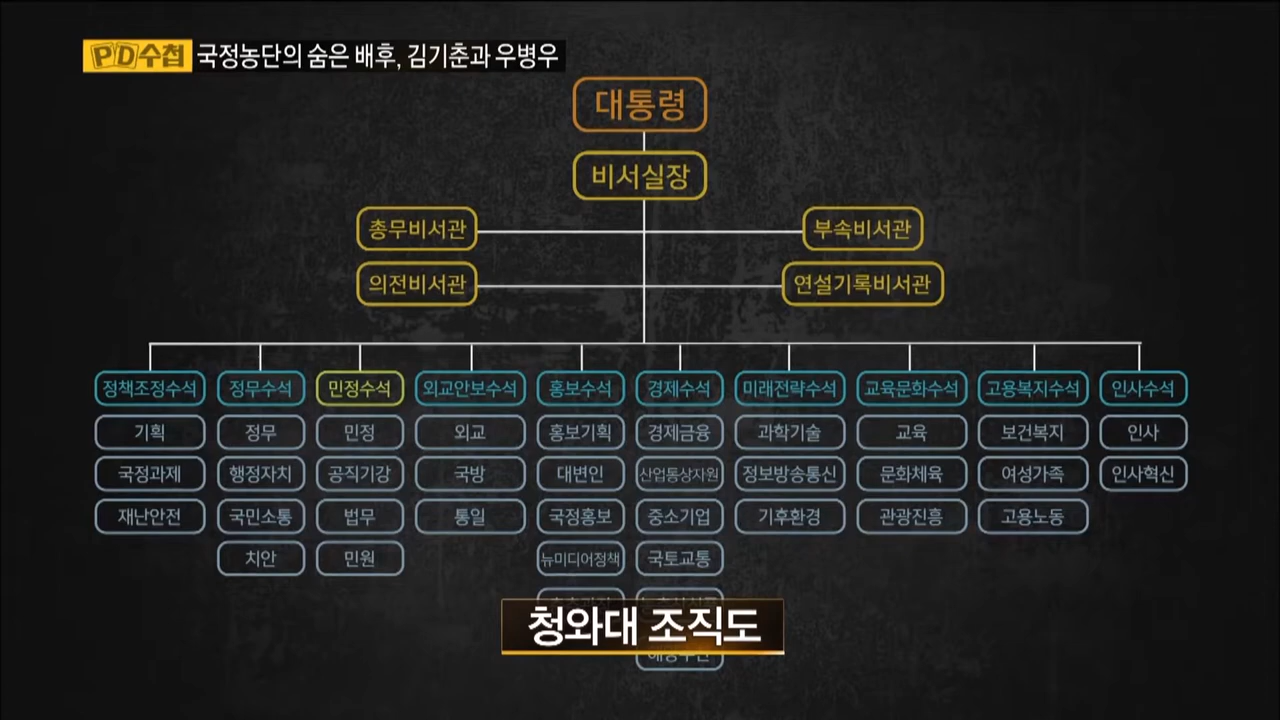 PD수첩 국정농단의 숨은 배후, 김기춘과 우병우
대통령
비서실장
총무비서관 부속비서관
의전비서관 연설기록비서관
정책조정수석 정무수석 민정수석 외교안보수석 홍보수석 경제수석 미래전략수석 교육문화수석 고용복지수석 인사수석
기획 정무 민정 외교 홍보기획 경제금융 과학기술 교육 보건복지 인사
국정과제 행정자치 공직기강 국방 대변인 산업통상자원 정보방송통신 문화체육 여성가족 인사혁신
재난안전 국민소통 법무 통일 국정홍보 중소기업 기후환경 관광진흥 고용노동
치안 민원 뉴미디어정책 국토교통
청와대 조직도